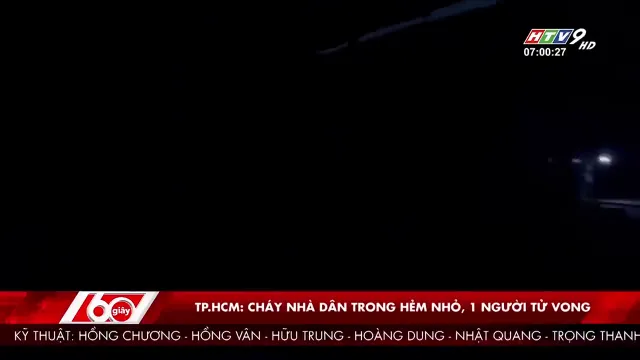 HTV9 HD
07:00:27
60 giây
TP.HCM: CHÁY NHÀ DÂN TRONG HẺM NHỎ, 1 NGƯỜI TỬ VONG
KỸ THUẬT: HỒNG CHƯƠNG - HỒNG VÂN - HỮU TRUNG - HOÀNG DUNG - NHẬT QUANG - TRỌNG THANH